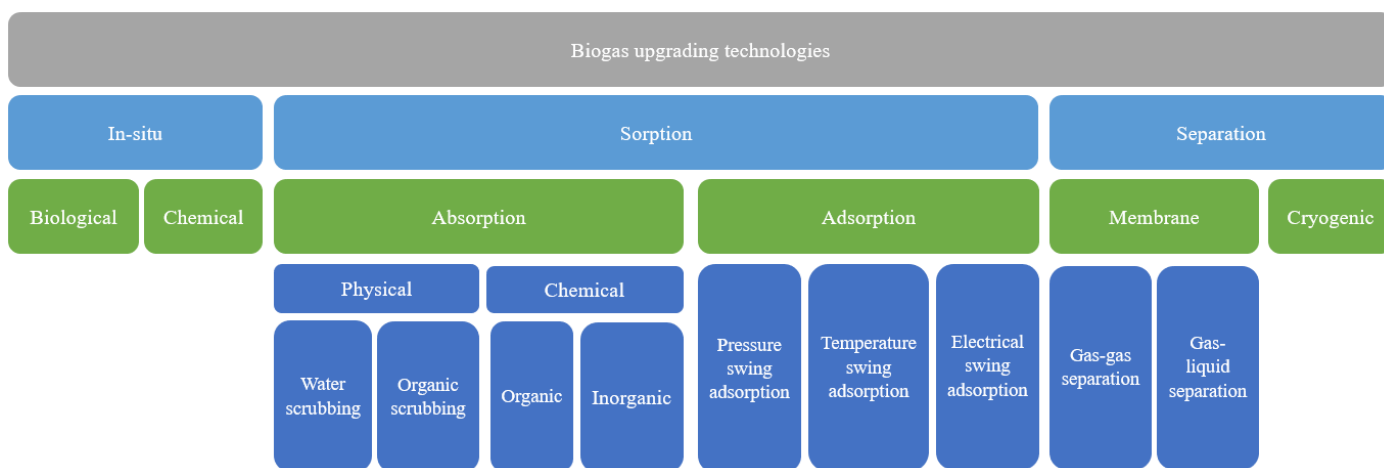 Biogas upgrading technologies
In-situ
Sorption
Separation
Biological
Chemical
Absorption
Adsorption
Membrane
Cryogenic
Physical
Chemical
Water
scrubbing
Organic
scrubbing
Organic
Inorganic
Pressure
swing
adsorption
Temperature
swing
adsorption
Electrical
swing
adsorption
Gas-gas
separation
Gas-
liquid
separation